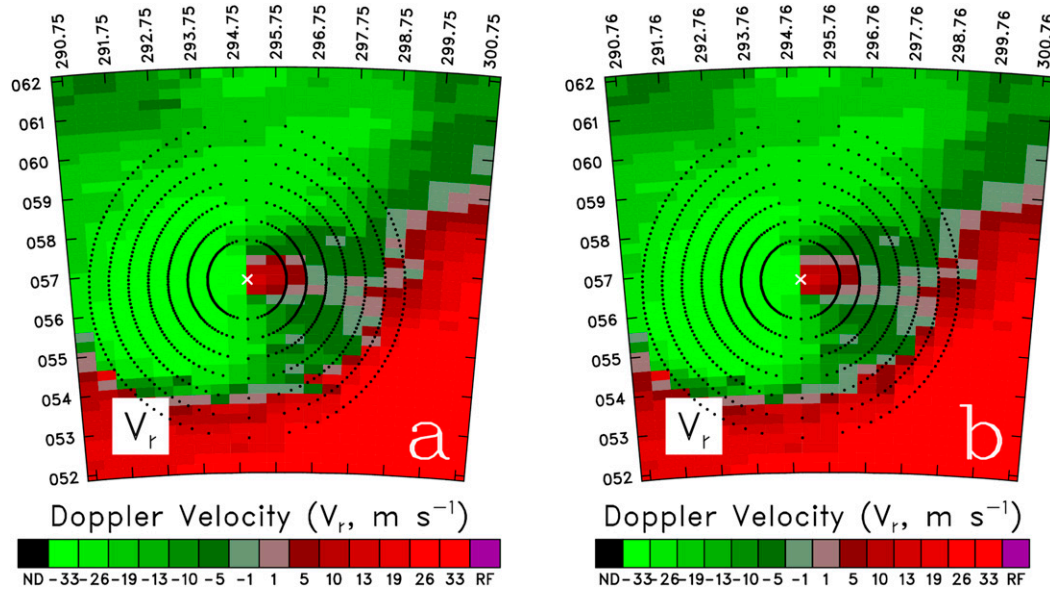 290.75 291.75 292.75 293.75 294.75 295.75 296.75 297.75 298.75 299.75 300.75
062
061
060
059
058
057
056
055
054
053
052
V_r
a
Doppler Velocity (V_r, m s⁻¹)
ND -33 -26 -19 -13 -10 -5 -1 1 5 10 13 19 26 33 RF
290.76 291.76 292.76 293.76 294.76 295.76 296.76 297.76 298.76 299.76 300.76
062
061
060
059
058
057
056
055
054
053
052
V_r
b
Doppler Velocity (V_r, m s⁻¹)
ND -33 -26 -19 -13 -10 -5 -1 1 5 10 13 19 26 33 RF